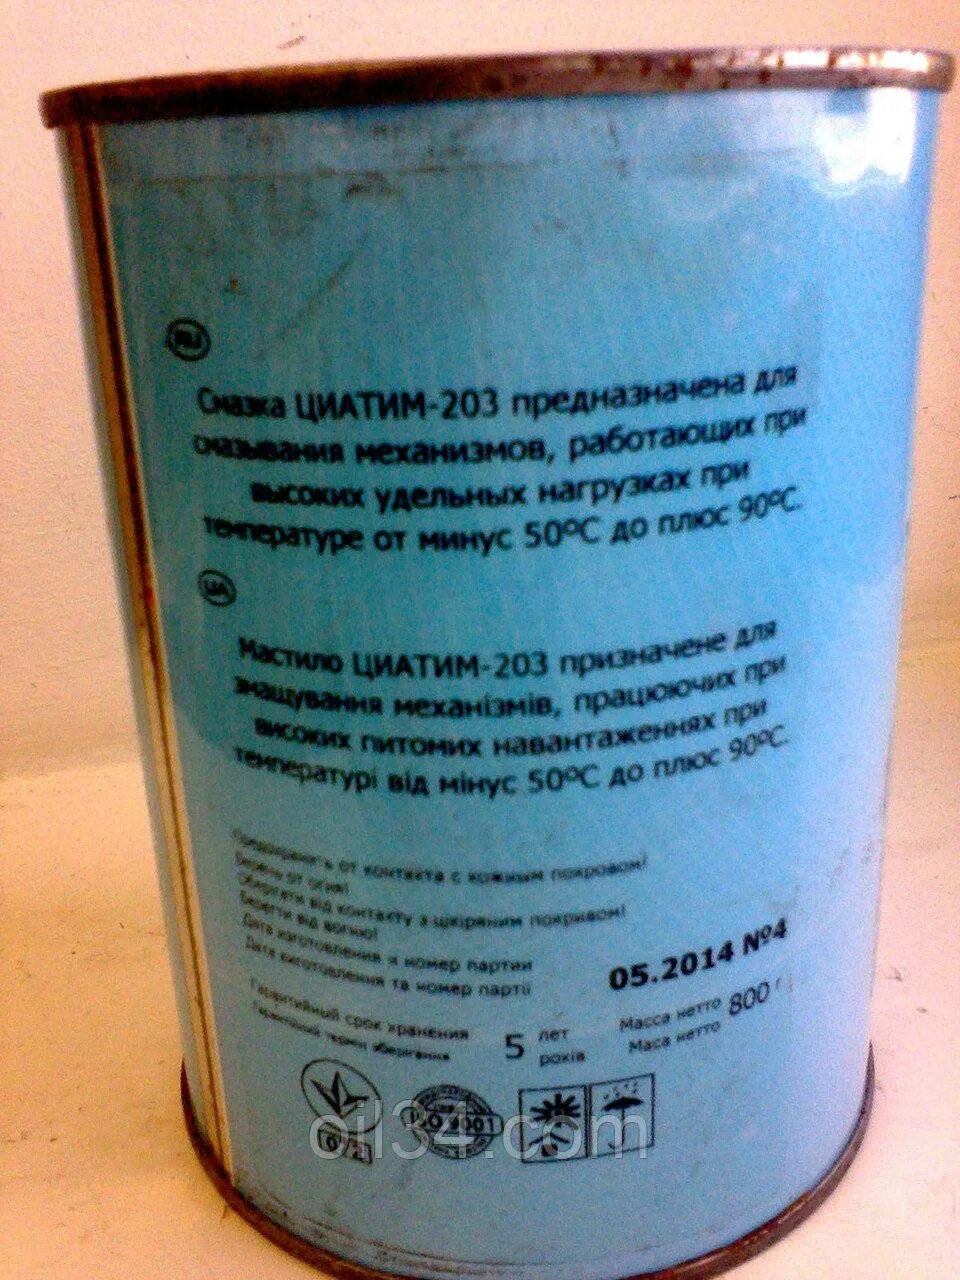 RU
Смазка ЦИАТИМ-203 предназначена для
смазывания механизмов, работающих при
высоких удельных нагрузках при
температуре от минус 50ºС до плюс 90ºС.
UA
Мастило ЦИАТИМ-203 призначене для
змащування механізмів, працюючих при
високих питомих навантаженнях при
температурі від мінус 50ºС до плюс 90ºС.
Предохранять от контакта с кожным покровом!
Беречь от огня!
Оберігати від контакту з шкіряним покривом!
Берегти від вогню!
Дата изготовления и номер партии
Дата виготовлення та номер партії
05.2014 №4
Гарантийный срок хранения
Гарантійний термін зберігання
5 лет
років
Масса нетто
Маса нетто
800 г
ISO 9001
oil34.com